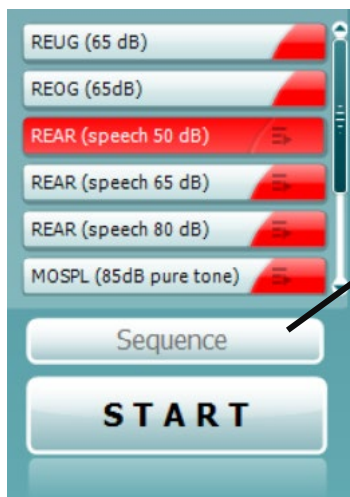 REUG (65 dB)
REOG (65dB)
REAR (speech 50 dB)
REAR (speech 65 dB)
REAR (speech 80 dB)
MOSPL (85dB pure tone)
Sequence
START